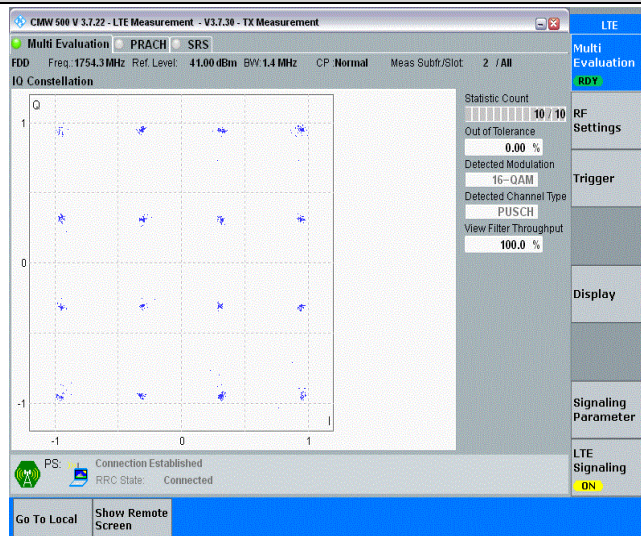 CMW 500 V 3.7.22 - LTE Measurement - V3.7.30 - TX Measurement
LTE
Multi Evaluation PRACH SRS
Multi
Evaluation
RDY
FDD Freq.:1754.3 MHz Ref. Level: 41.00 dBm BW:1.4 MHz CP :Normal Meas Subfr./Slot: 2 / All
IQ Constellation
Q
1
0
-1
-1 0 1
I
Statistic Count
10 / 10
Out of Tolerance
0.00 %
Detected Modulation
16-QAM
Detected Channel Type
PUSCH
View Filter Throughput
100.0 %
RF
Settings
Trigger
Display
Signaling
Parameter
LTE
Signaling
ON
PS: Connection Established
RRC State: Connected
Go To Local
Show Remote
Screen